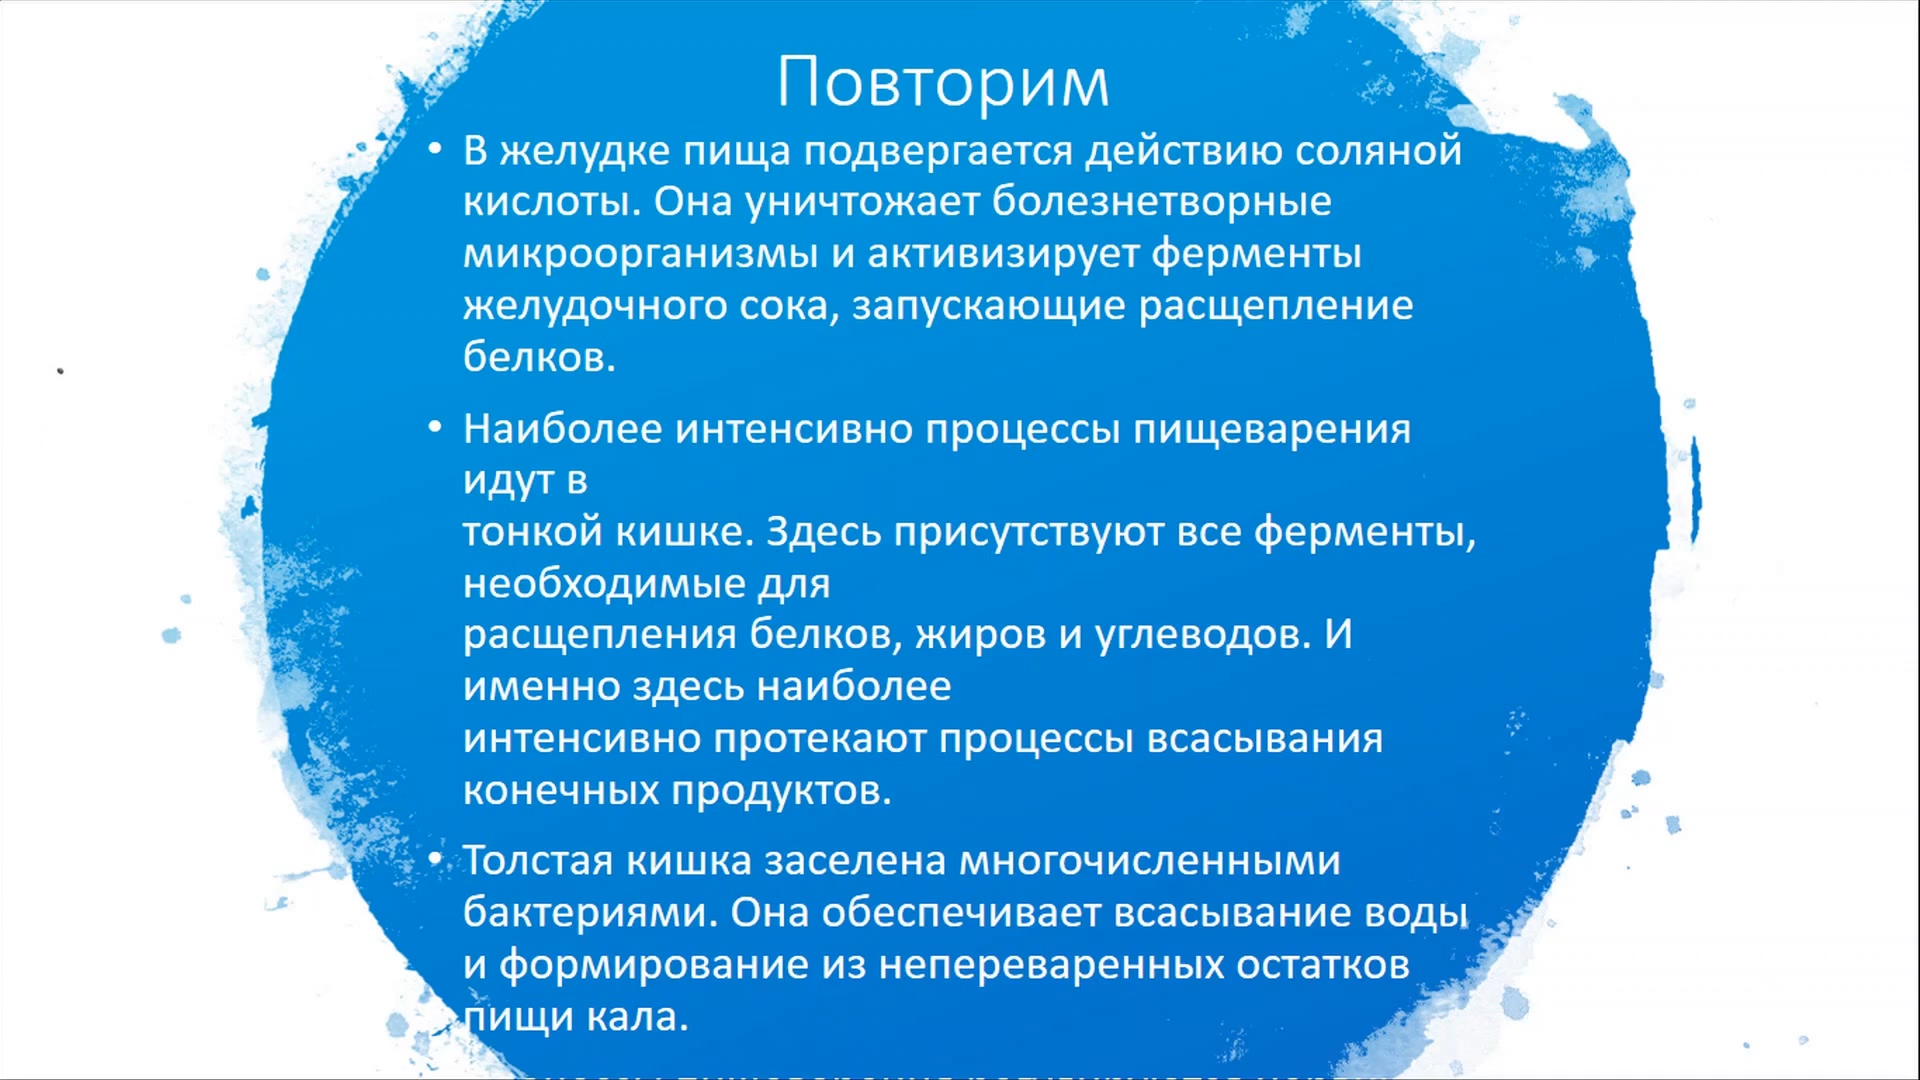 Повторим
• В желудке пища подвергается действию соляной
кислоты. Она уничтожает болезнетворные
микроорганизмы и активизирует ферменты
желудочного сока, запускающие расщепление
белков.
• Наиболее интенсивно процессы пищеварения
идут в
тонкой кишке. Здесь присутствуют все ферменты,
необходимые для
расщепления белков, жиров и углеводов. И
именно здесь наиболее
интенсивно протекают процессы всасывания
конечных продуктов.
• Толстая кишка заселена многочисленными
бактериями. Она обеспечивает всасывание воды
и формирование из непереваренных остатков
пищи кала.